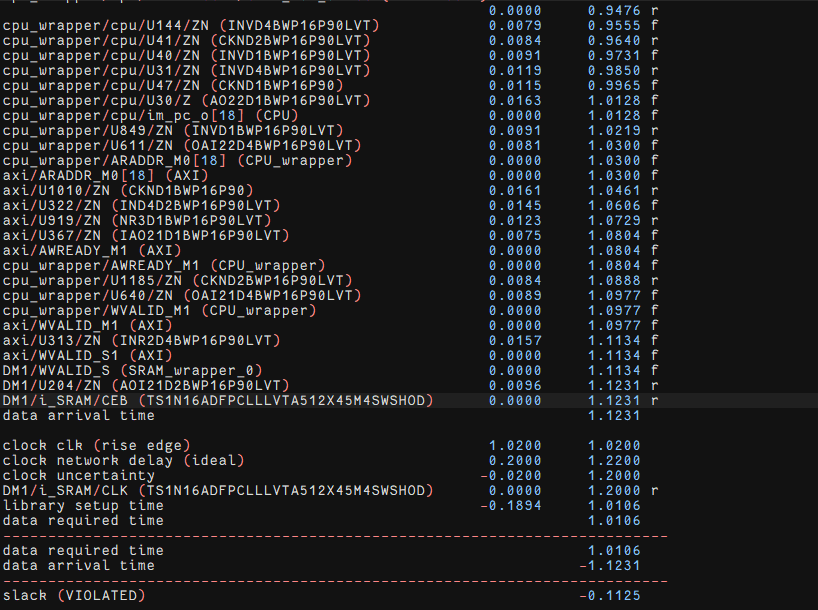 0.0000 0.9476 r
cpu_wrapper/cpu/U144/ZN (INVD4BWP16P90LVT) 0.0079 0.9555 f
cpu_wrapper/cpu/U41/ZN (CKND2BWP16P90LVT) 0.0084 0.9640 r
cpu_wrapper/cpu/U40/ZN (INVD1BWP16P90LVT) 0.0091 0.9731 f
cpu_wrapper/cpu/U31/ZN (INVD4BWP16P90LVT) 0.0119 0.9850 r
cpu_wrapper/cpu/U47/ZN (CKND1BWP16P90) 0.0115 0.9965 f
cpu_wrapper/cpu/U30/Z (AO22D1BWP16P90LVT) 0.0163 1.0128 f
cpu_wrapper/cpu/im_pc_o[18] (CPU) 0.0000 1.0128 f
cpu_wrapper/U849/ZN (INVD1BWP16P90LVT) 0.0091 1.0219 r
cpu_wrapper/U611/ZN (OAI22D4BWP16P90LVT) 0.0081 1.0300 f
cpu_wrapper/ARADDR_M0[18] (CPU_wrapper) 0.0000 1.0300 f
axi/ARADDR_M0[18] (AXI) 0.0000 1.0300 f
axi/U1010/ZN (CKND1BWP16P90) 0.0161 1.0461 r
axi/U322/ZN (IND4D2BWP16P90LVT) 0.0145 1.0606 f
axi/U919/ZN (NR3D1BWP16P90LVT) 0.0123 1.0729 r
axi/U367/ZN (IAO21D1BWP16P90LVT) 0.0075 1.0804 f
axi/AWREADY_M1 (AXI) 0.0000 1.0804 f
cpu_wrapper/AWREADY_M1 (CPU_wrapper) 0.0000 1.0804 f
cpu_wrapper/U1185/ZN (CKND2BWP16P90LVT) 0.0084 1.0888 r
cpu_wrapper/U640/ZN (OAI21D4BWP16P90LVT) 0.0089 1.0977 f
cpu_wrapper/WVALID_M1 (CPU_wrapper) 0.0000 1.0977 f
axi/WVALID_M1 (AXI) 0.0000 1.0977 f
axi/U313/ZN (INR2D4BWP16P90LVT) 0.0157 1.1134 f
axi/WVALID_S1 (AXI) 0.0000 1.1134 f
DM1/WVALID_S (SRAM_wrapper_0) 0.0000 1.1134 f
DM1/U204/ZN (AOI21D2BWP16P90LVT) 0.0096 1.1231 r
DM1/i_SRAM/CEB (TS1N16ADFPCLLLVTA512X45M4SWSHOD) 0.0000 1.1231 r
data arrival time 1.1231
clock clk (rise edge) 1.0200 1.0200
clock network delay (ideal) 0.2000 1.2200
clock uncertainty -0.0200 1.2000
DM1/i_SRAM/CLK (TS1N16ADFPCLLLVTA512X45M4SWSHOD) 0.0000 1.2000 r
library setup time -0.1894 1.0106
data required time 1.0106
--------------------------------------------------------------------------
data required time 1.0106
data arrival time -1.1231
--------------------------------------------------------------------------
slack (VIOLATED) -0.1125